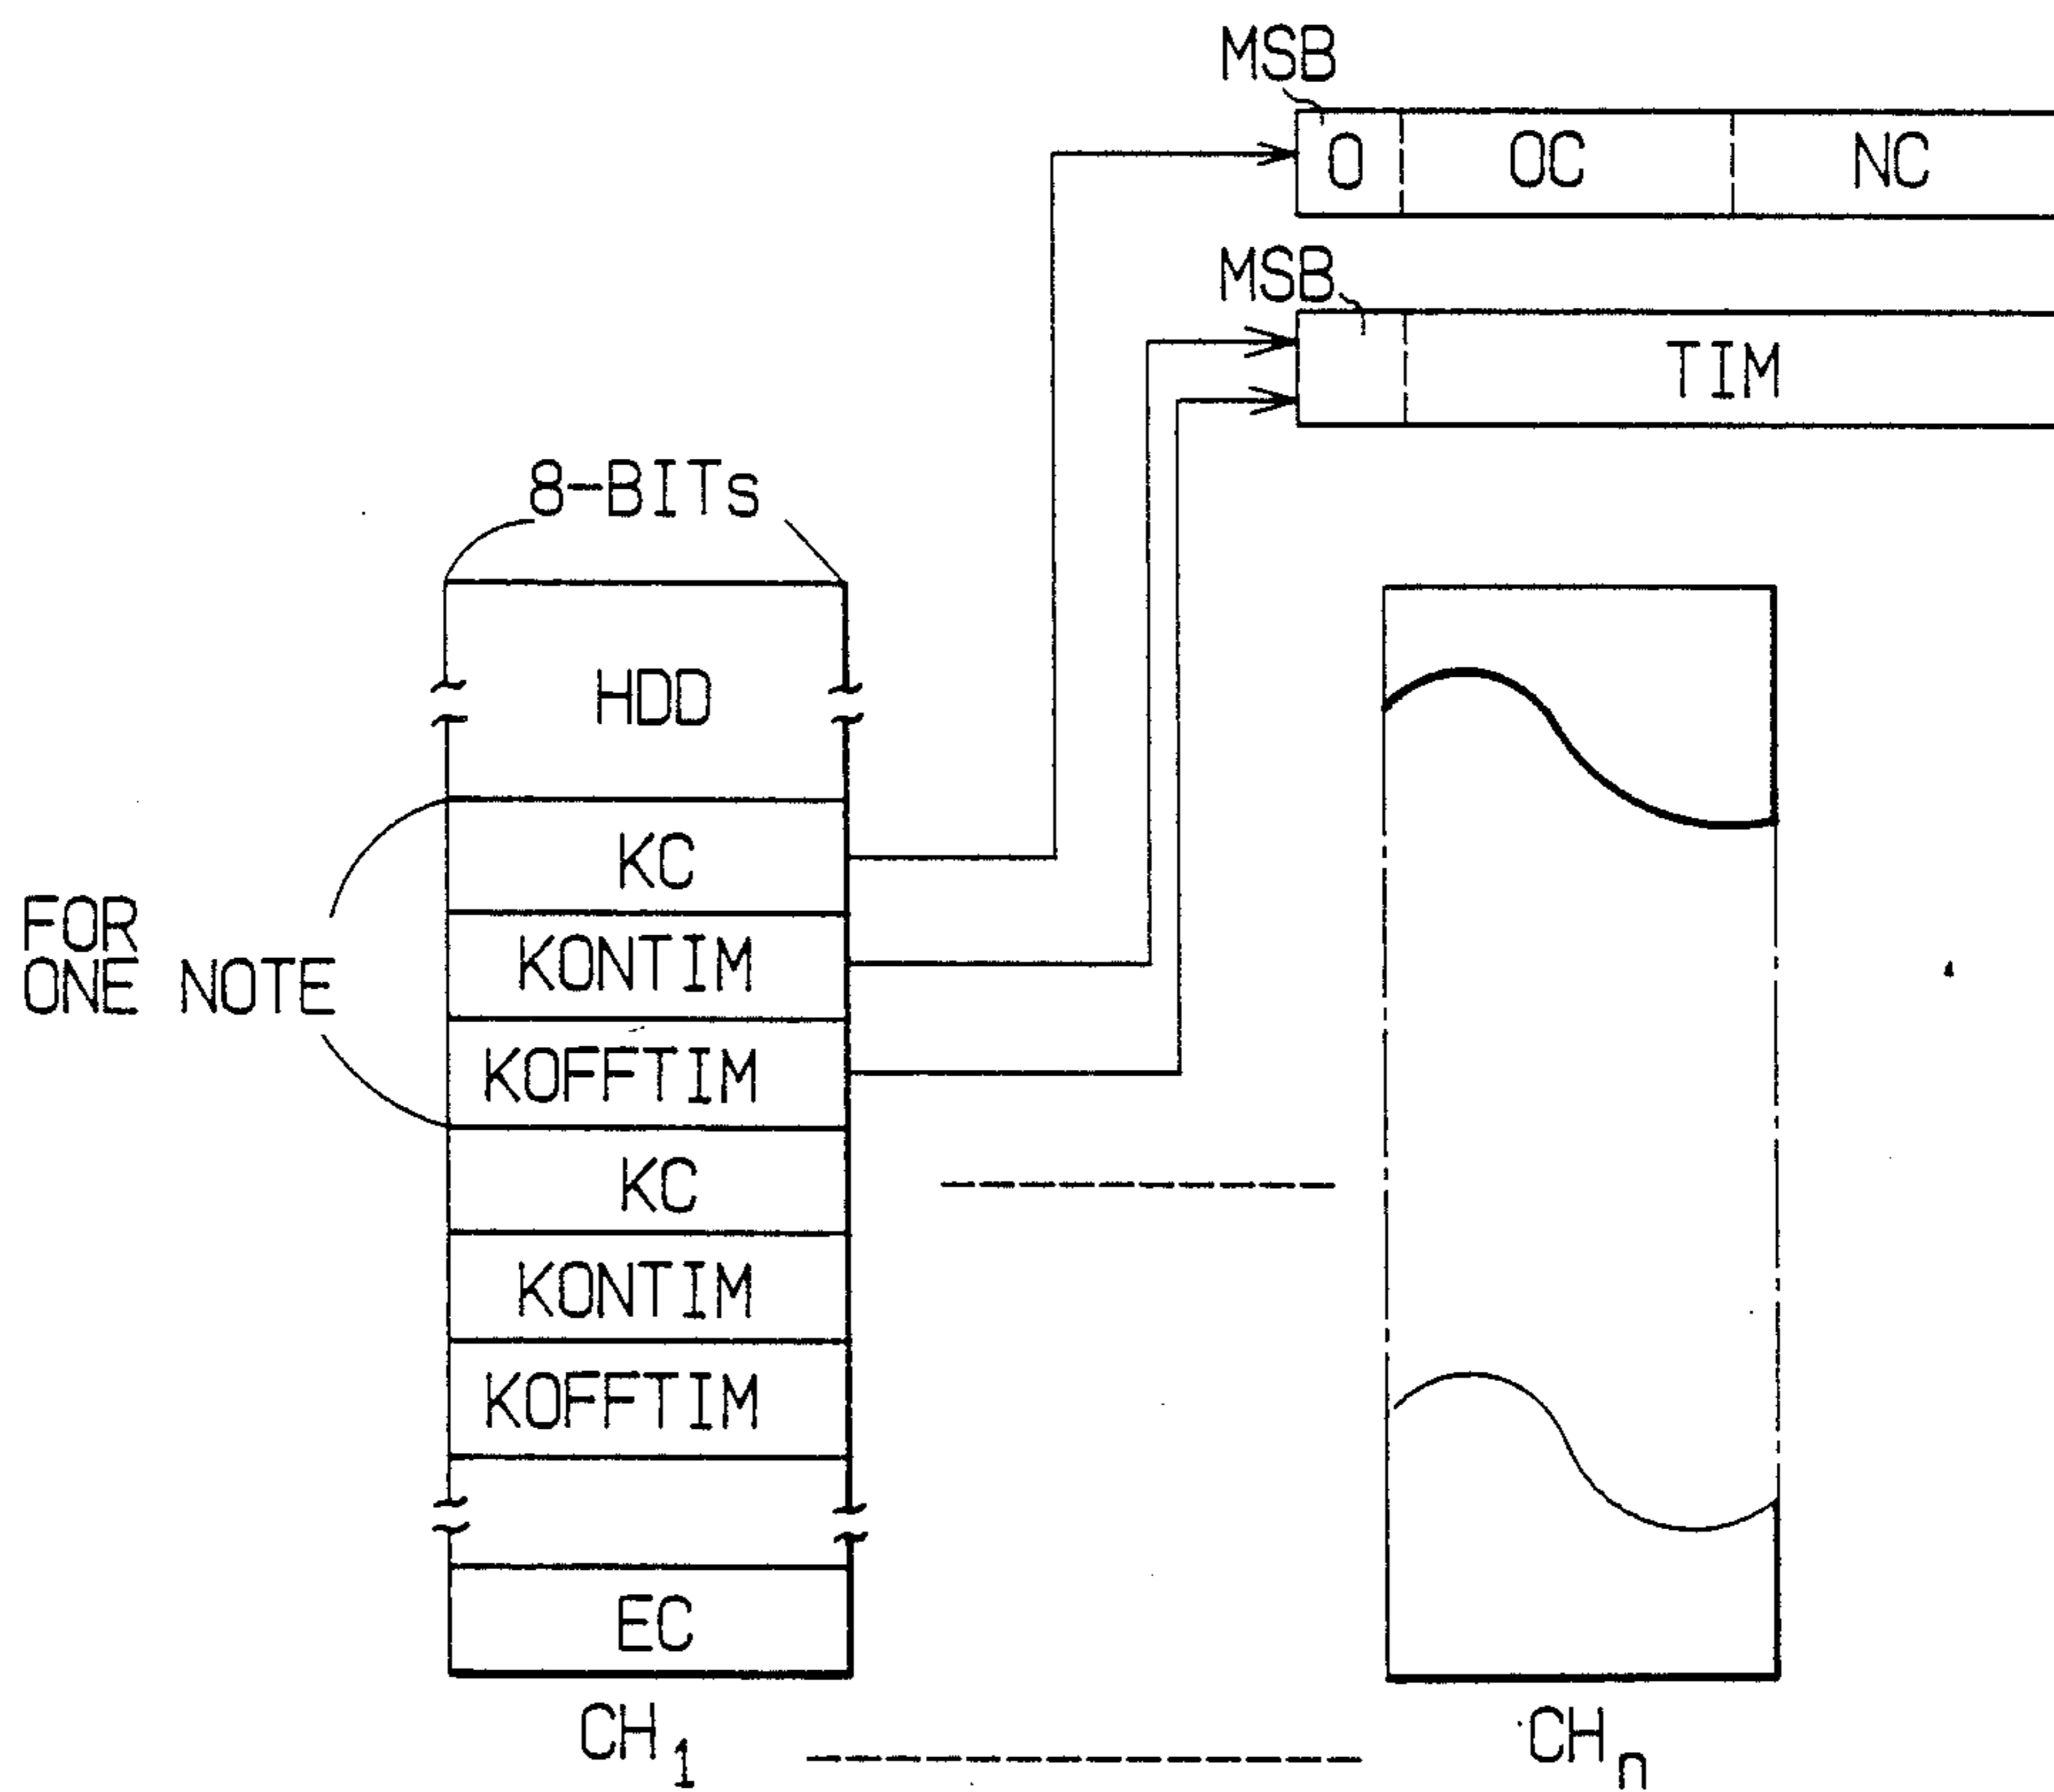 MSB
O OC NC
MSB
TIM
8-BITs
HDD
KC
FOR
ONE NOTE
KONTIM
KOFFTIM
KC
KONTIM
KOFFTIM
EC
CH1
CHn